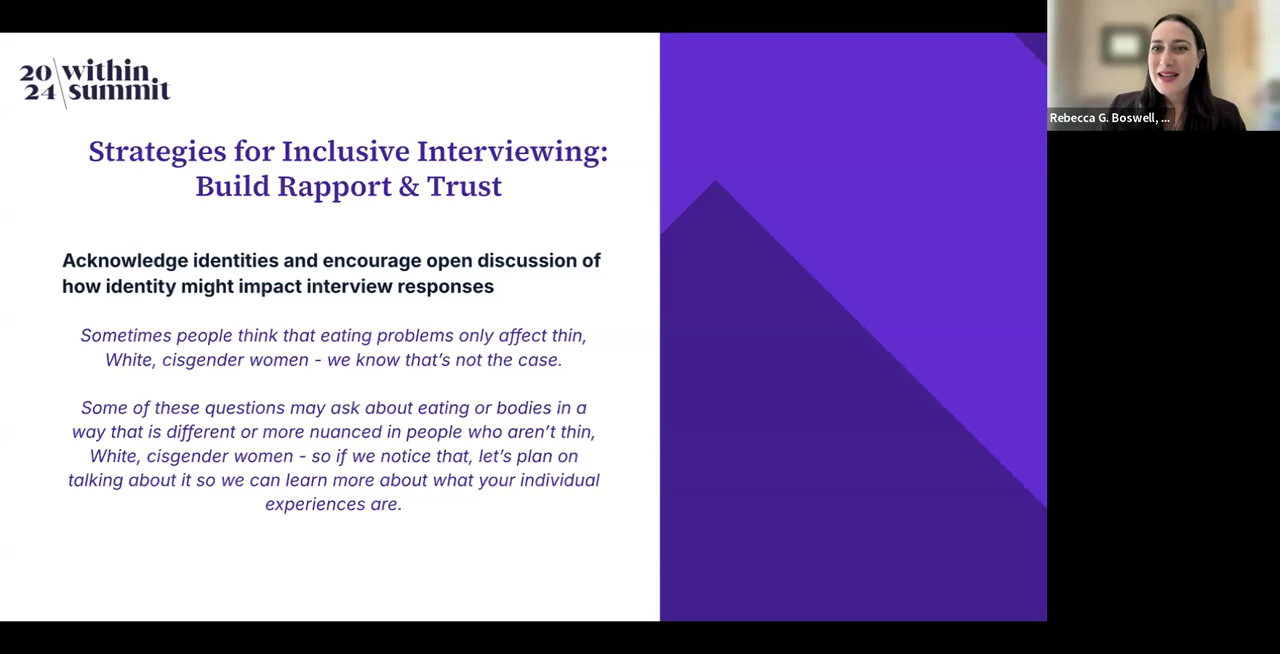 20 within
24 summit
Strategies for Inclusive Interviewing:
Build Rapport & Trust
Acknowledge identities and encourage open discussion of
how identity might impact interview responses
Sometimes people think that eating problems only affect thin,
White, cisgender women - we know that’s not the case.
Some of these questions may ask about eating or bodies in a
way that is different or more nuanced in people who aren’t thin,
White, cisgender women - so if we notice that, let’s plan on
talking about it so we can learn more about what your individual
experiences are.
Rebecca G. Boswell, ...